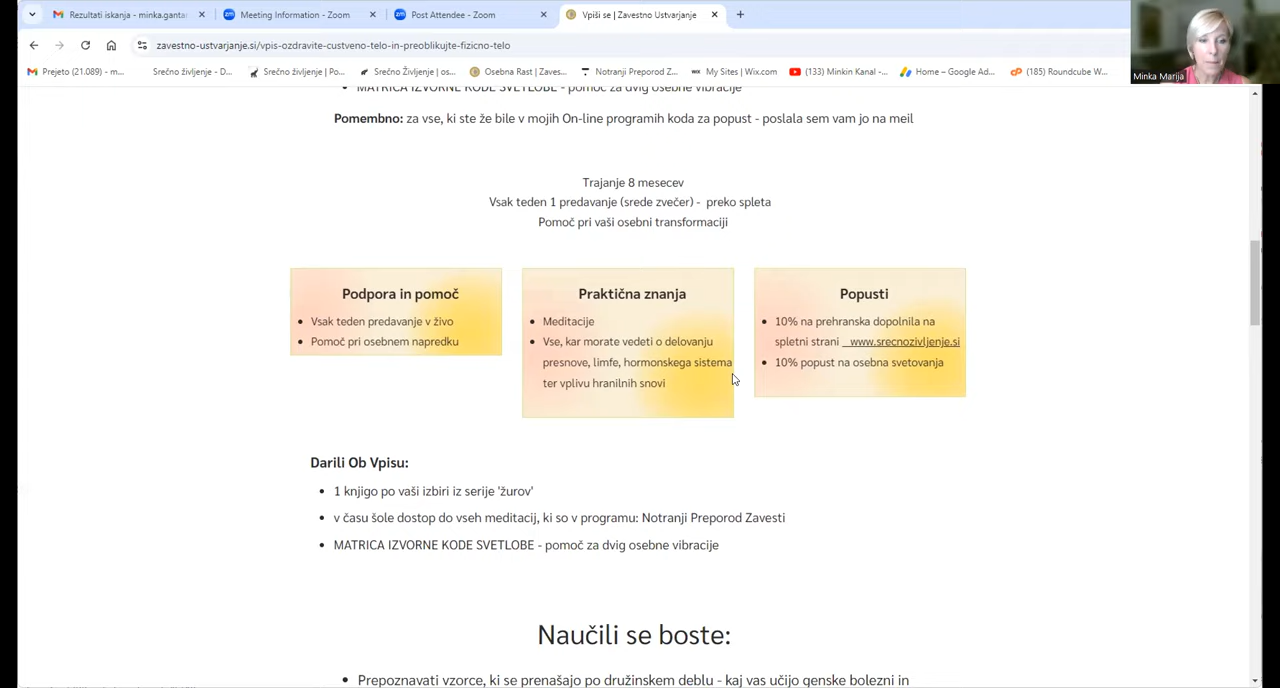 Rezultati iskanja - minka.ganta
Meeting Information - Zoom
Post Attendee - Zoom
Vpiši se | Zavestno Ustvarjanje
zavestno-ustvarjanje.si/vpis-ozdravite-custveno-telo-in-preoblikujte-fizicno-telo
Prejeto (21.089) - m...
Srečno življenje - D...
Srečno življenje | Po...
Srečno Življenje | os...
Osebna Rast | Zaves...
Notranji Preporod Z...
My Sites | Wix.com
(133) Minkin Kanal -...
Home – Google Ad...
(185) Roundcube W...
Minka Marija
MATRICA IZVORNE KODE SVETLOBE - pomoč za dvig osebne vibracije
Pomembno: za vse, ki ste že bile v mojih On-line programih koda za popust - poslala sem vam jo na meil
Trajanje 8 mesecev
Vsak teden 1 predavanje (srede zvečer) - preko spleta
Pomoč pri vaši osebni transformaciji
Podpora in pomoč
Vsak teden predavanje v živo
Pomoč pri osebnem napredku
Praktična znanja
Meditacije
Vse, kar morate vedeti o delovanju
presnove, limfe, hormonskega sistema
ter vplivu hranilnih snovi
Popusti
10% na prehranska dopolnila na
spletni strani www.srecnozivljenje.si
10% popust na osebna svetovanja
Darili Ob Vpisu:
1 knjigo po vaši izbiri iz serije 'žurov'
v času šole dostop do vseh meditacij, ki so v programu: Notranji Preporod Zavesti
MATRICA IZVORNE KODE SVETLOBE - pomoč za dvig osebne vibracije
Naučili se boste:
Prepoznavati vzorce, ki se prenašajo po družinskem deblu - kaj vas učijo genske bolezni in